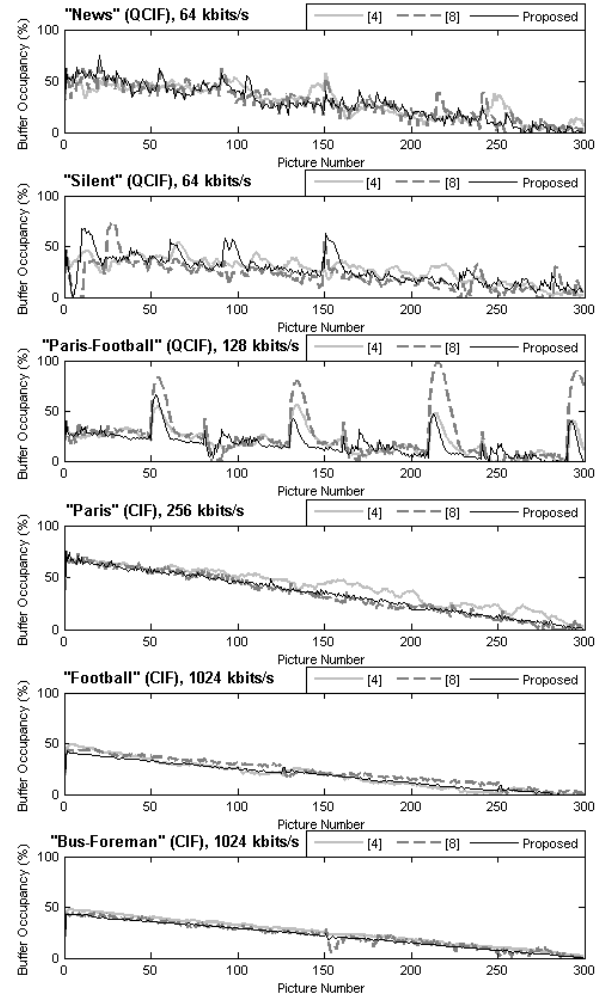 "News" (QCIF), 64 kbits/s
[4] [8] Proposed
Buffer Occupancy (%)
100
50
0
0 50 100 150 200 250 300
Picture Number
"Silent" (QCIF), 64 kbits/s
[4] [8] Proposed
Buffer Occupancy (%)
100
50
0
0 50 100 150 200 250 300
Picture Number
"Paris-Football" (QCIF), 128 kbits/s
[4] [8] Proposed
Buffer Occupancy (%)
100
50
0
0 50 100 150 200 250 300
Picture Number
"Paris" (CIF), 256 kbits/s
[4] [8] Proposed
Buffer Occupancy (%)
100
50
0
0 50 100 150 200 250 300
Picture Number
"Football" (CIF), 1024 kbits/s
[4] [8] Proposed
Buffer Occupancy (%)
100
50
0
0 50 100 150 200 250 300
Picture Number
"Bus-Foreman" (CIF), 1024 kbits/s
[4] [8] Proposed
Buffer Occupancy (%)
100
50
0
0 50 100 150 200 250 300
Picture Number